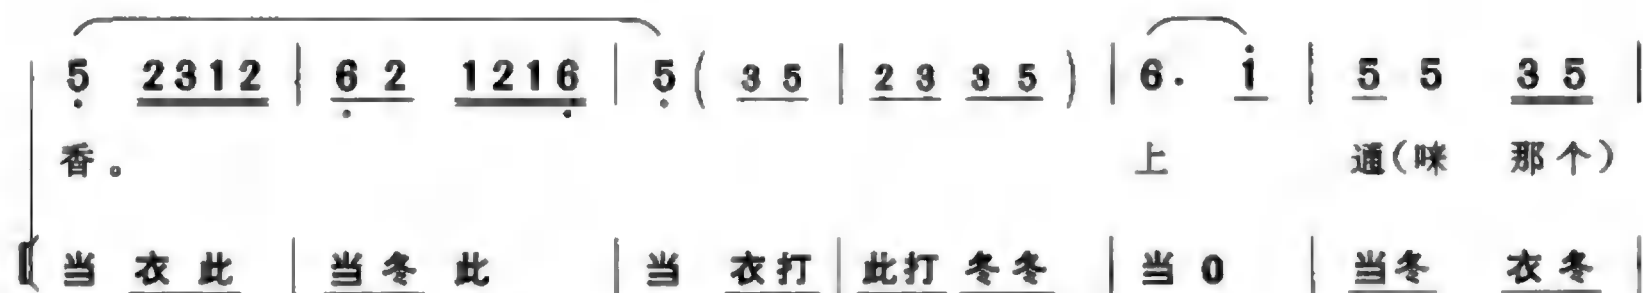 5 2312 | 6 2 1216 | 5 ( 3 5 | 2 3 3 5 ) | 6. i | 5 5 3 5 |
香。 上 通(唻 那个)
当 衣此 | 当冬 此 | 当 衣打 | 此打 冬冬 | 当 0 | 当冬 衣冬 |